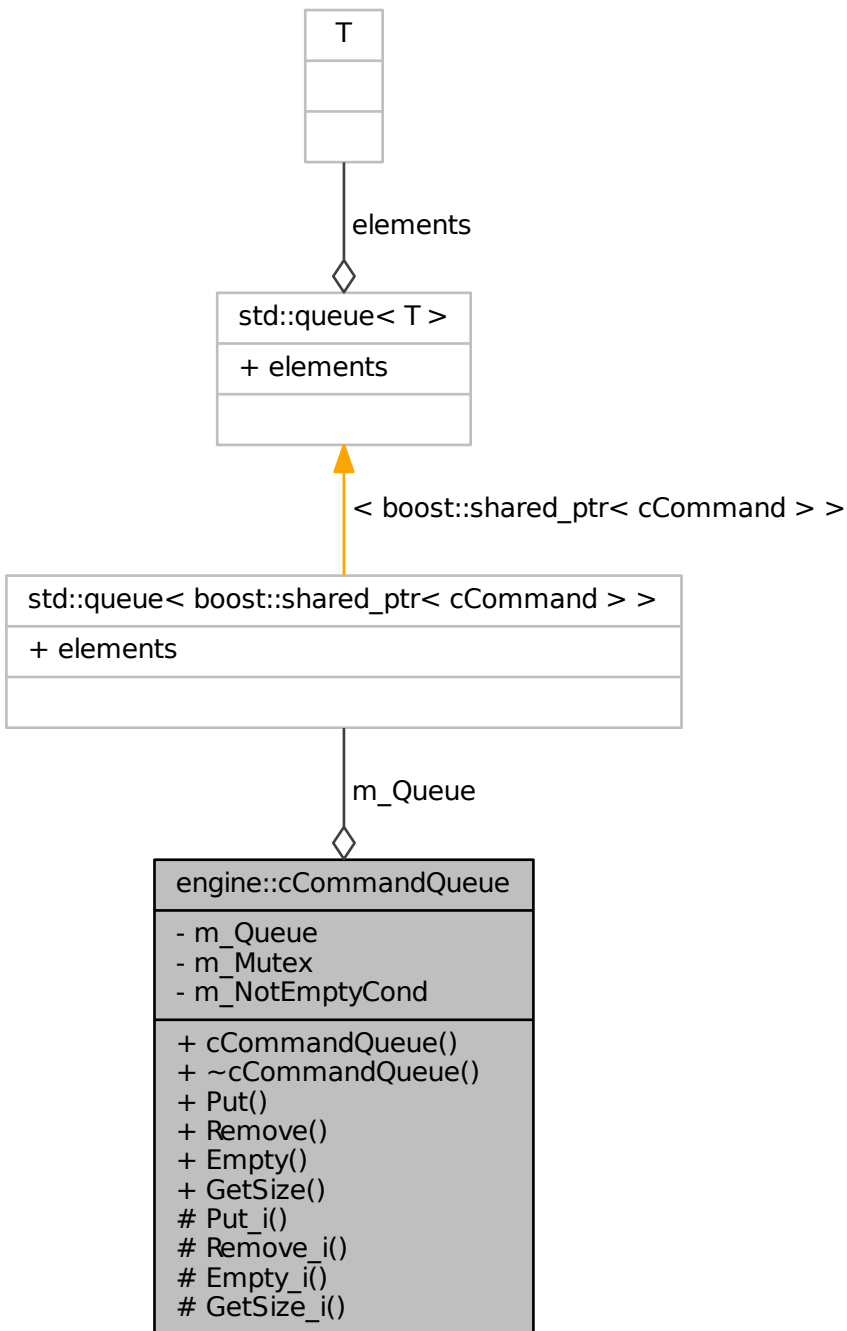 T
elements
std::queue< T >
+ elements
< boost::shared_ptr< cCommand > >
std::queue< boost::shared_ptr< cCommand > >
+ elements
m_Queue
engine::cCommandQueue
- m_Queue
- m_Mutex
- m_NotEmptyCond
+ cCommandQueue()
+ ~cCommandQueue()
+ Put()
+ Remove()
+ Empty()
+ GetSize()
# Put_i()
# Remove_i()
# Empty_i()
# GetSize_i()